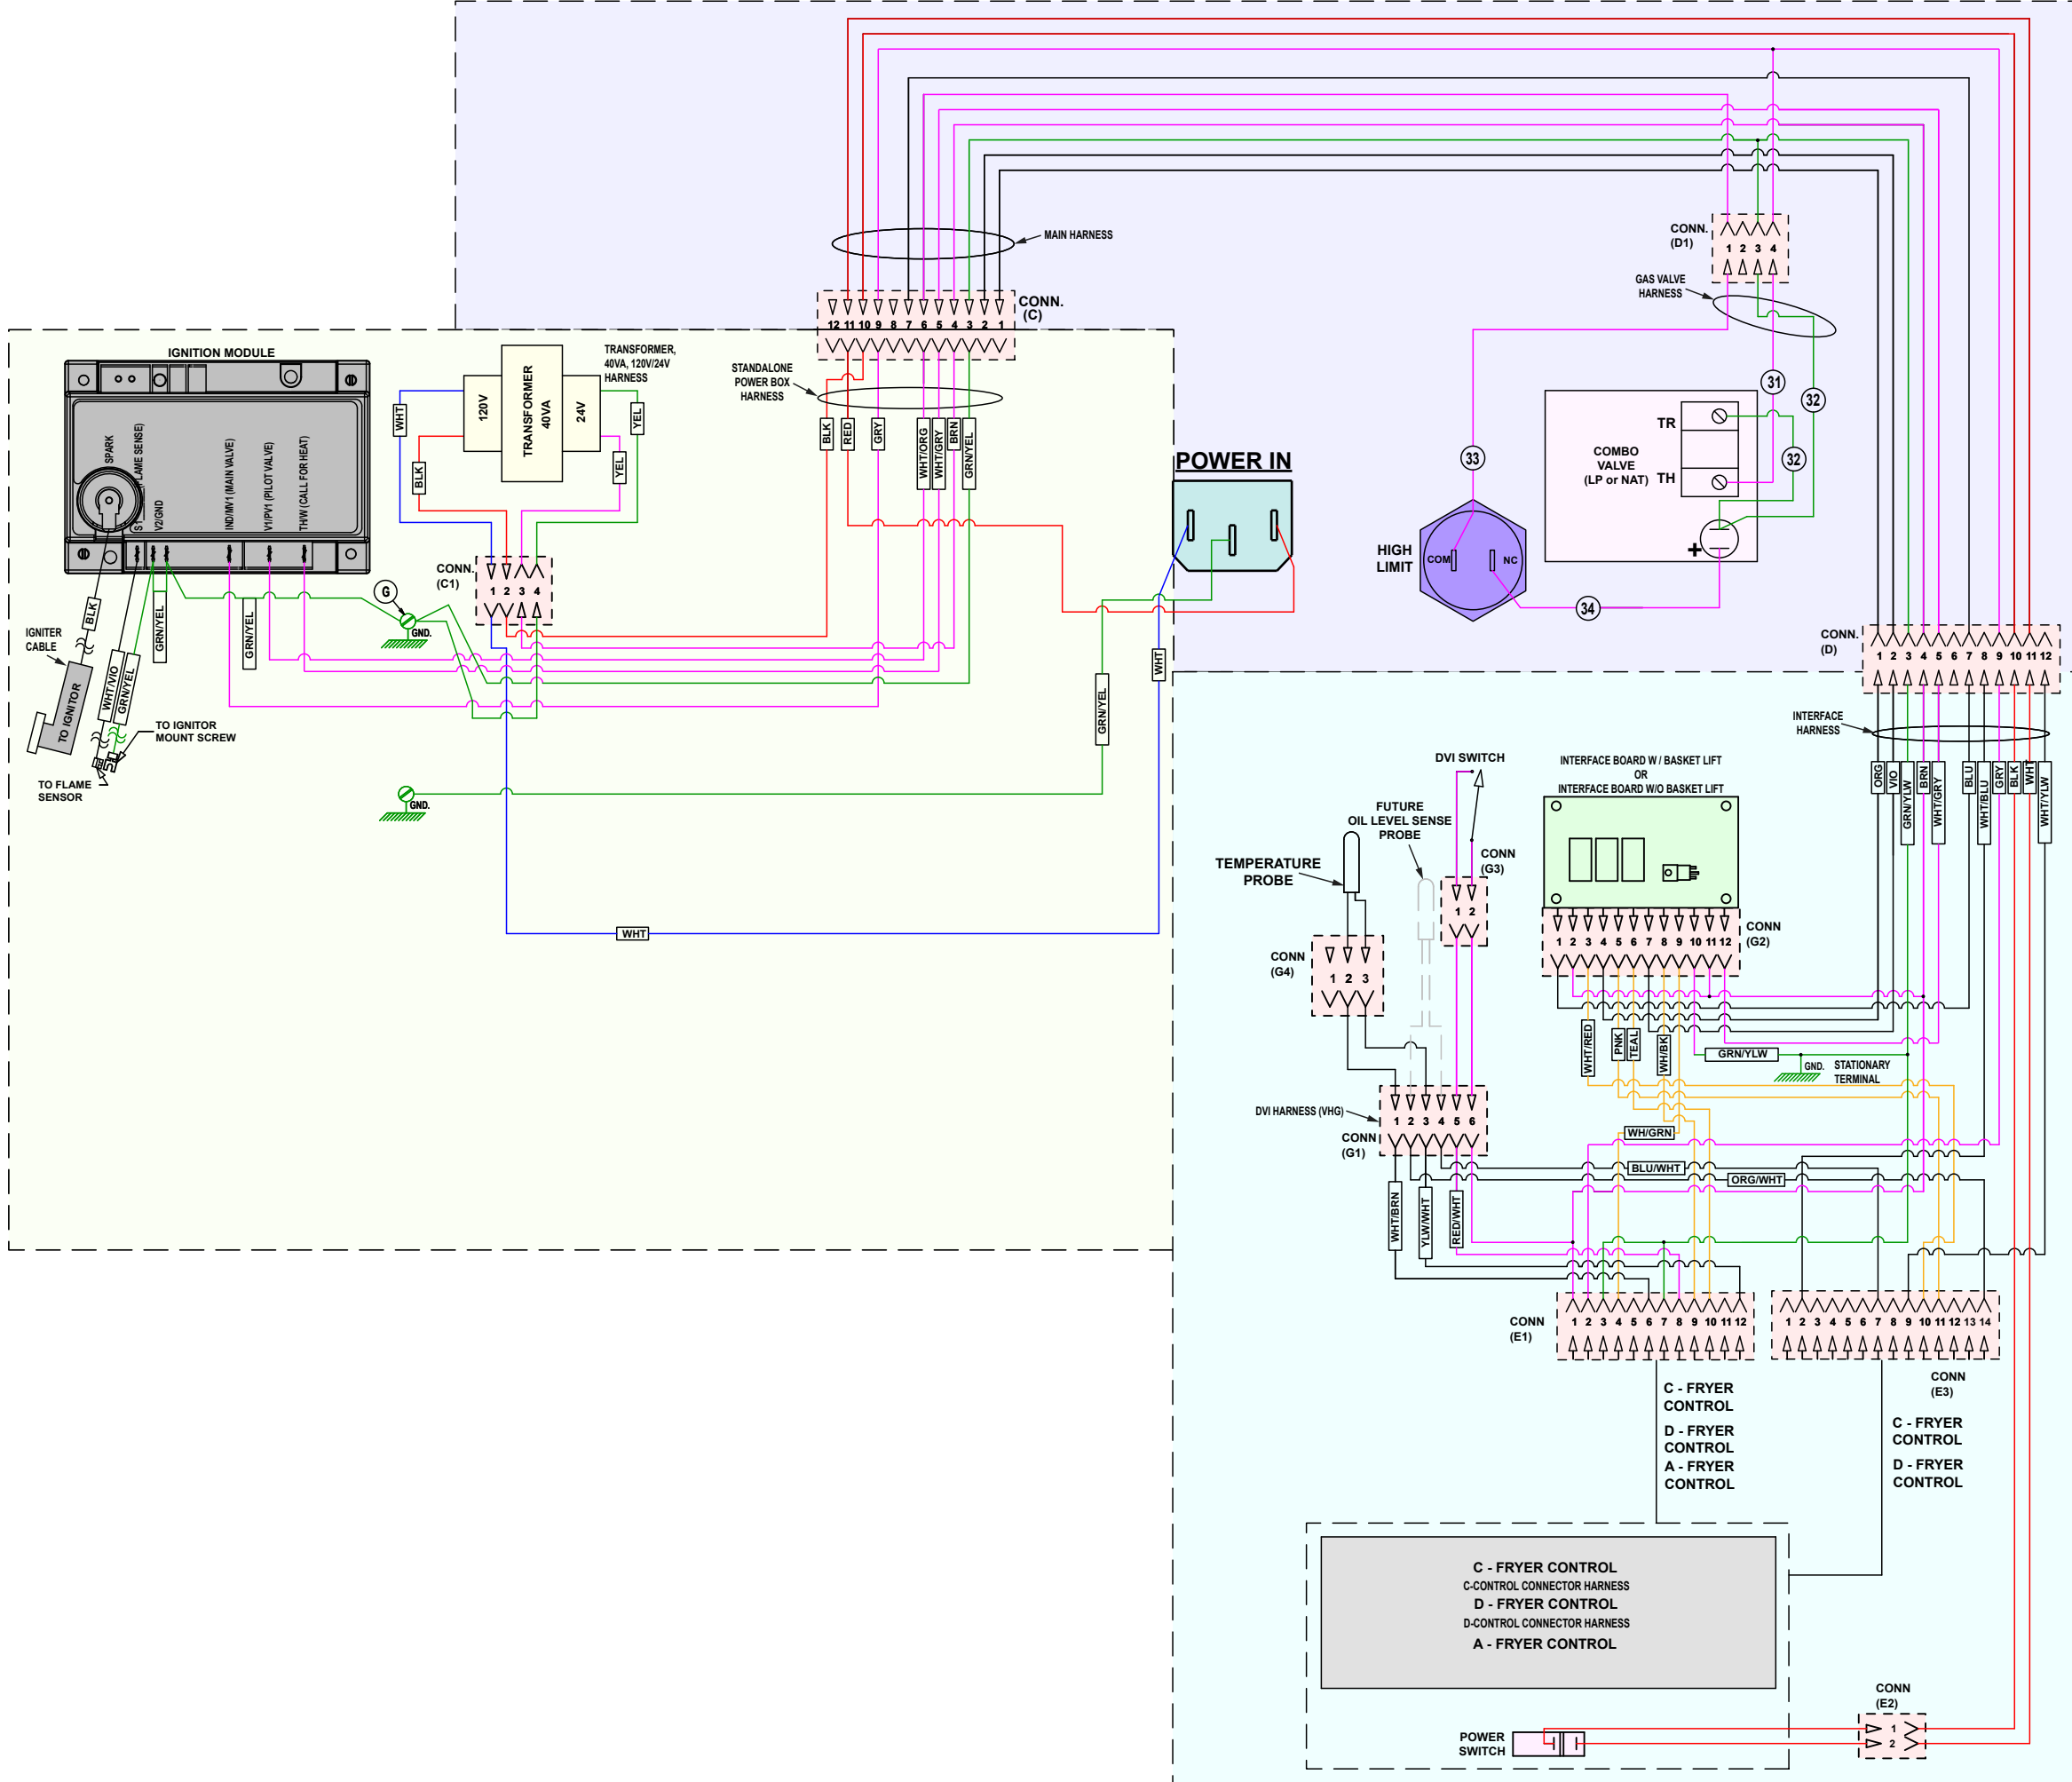 MAIN HARNESS
CONN.
(C)
12 11 10 9 8 7 6 5 4 3 2 1
CONN.
(D1)
1 2 3 4
GAS VALVE
HARNESS
IGNITION MODULE
SPARK
V2/GND
IND/MV1 (MAIN VALVE)
V1/PV1 (PILOT VALVE)
TH/W (CALL FOR HEAT)
TRANSFORMER,
40VA, 120V/24V
HARNESS
120V
TRANSFORMER
40VA
24V
WHT
BLK
YEL
YEL
STANDALONE
POWER BOX
HARNESS
BLK
RED
GRY
WHT/ORG
WHT/GRY
BRN
GRN/YEL
CONN.
(C1)
1 2 3 4
G
GND.
GRN/YEL
GRN/YEL
BLK
IGNITER
CABLE
TO IGNITOR
WHT/VIO
GRN/YEL
TO IGNITOR
MOUNT SCREW
TO FLAME
SENSOR
GND.
WHT
GRN/YEL
WHT
POWER IN
33
31
32
32
34
TR
TH
COMBO
VALVE
(LP or NAT)
+
HIGH
LIMIT
COM
NC
CONN.
(D)
1 2 3 4 5 6 7 8 9 10 11 12
INTERFACE
HARNESS
ORG
VIO
GRN/YLW
BRN
WHT/GRY
BLU
WHT/BLU
GRY
BLK
WHT
WHT/YLW
DVI SWITCH
FUTURE
OIL LEVEL SENSE
PROBE
TEMPERATURE
PROBE
CONN
(G3)
1 2
CONN
(G4)
1 2 3
INTERFACE BOARD W / BASKET LIFT
OR
INTERFACE BOARD W/O BASKET LIFT
CONN
(G2)
1 2 3 4 5 6 7 8 9 10 11 12
WHT/RED
PNK
TEAL
WH/BK
GRN/YLW
GND.
STATIONARY
TERMINAL
DVI HARNESS (VHG)
CONN
(G1)
1 2 3 4 5 6
WH/GRN
BLU/WHT
ORG/WHT
WHT/BRN
YLW/WHT
RED/WHT
CONN
(E1)
1 2 3 4 5 6 7 8 9 10 11 12
1 2 3 4 5 6 7 8 9 10 11 12 13 14
CONN
(E3)
C - FRYER
CONTROL
D - FRYER
CONTROL
A - FRYER
CONTROL
C - FRYER
CONTROL
D - FRYER
CONTROL
C - FRYER CONTROL
C-CONTROL CONNECTOR HARNESS
D - FRYER CONTROL
D-CONTROL CONNECTOR HARNESS
A - FRYER CONTROL
CONN
(E2)
1
2
POWER
SWITCH